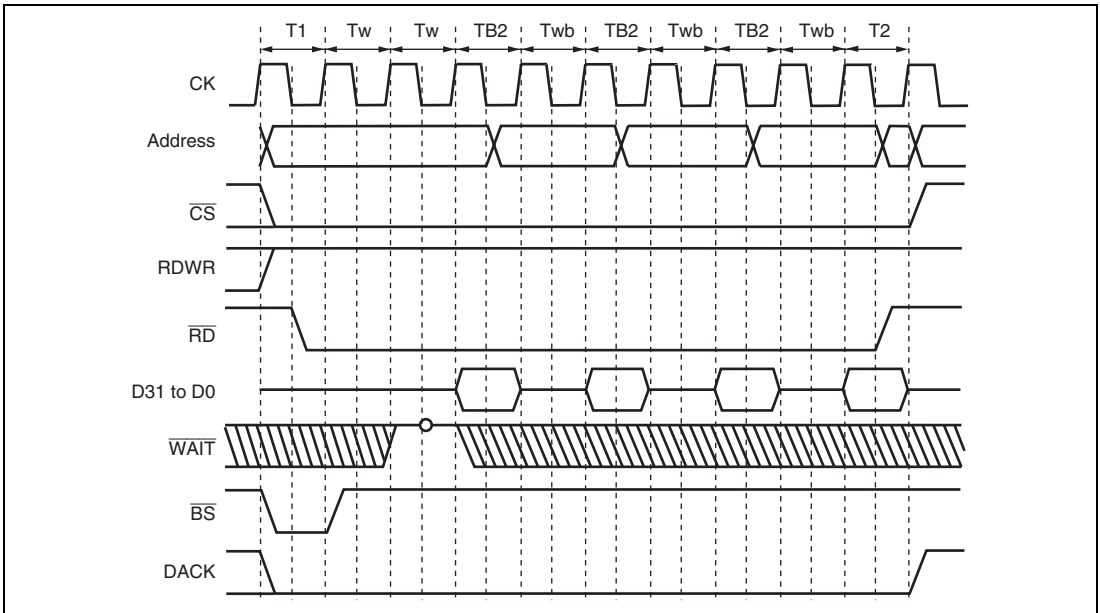 T1 Tw Tw TB2 Twb TB2 Twb TB2 Twb T2
CK
Address
CS
RDWR
RD
D31 to D0
WAIT
BS
DACK